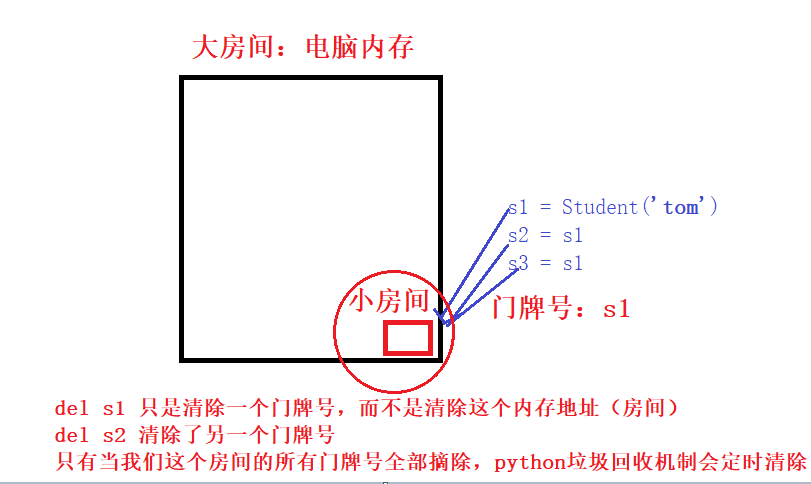 大房间：电脑内存
s1 = Student('tom')
s2 = s1
s3 = s1
小房间
门牌号：s1
del s1 只是清除一个门牌号，而不是清除这个内存地址（房间）
del s2 清除了另一个门牌号
只有当我们这个房间的所有门牌号全部摘除，python垃圾回收机制会定时清除